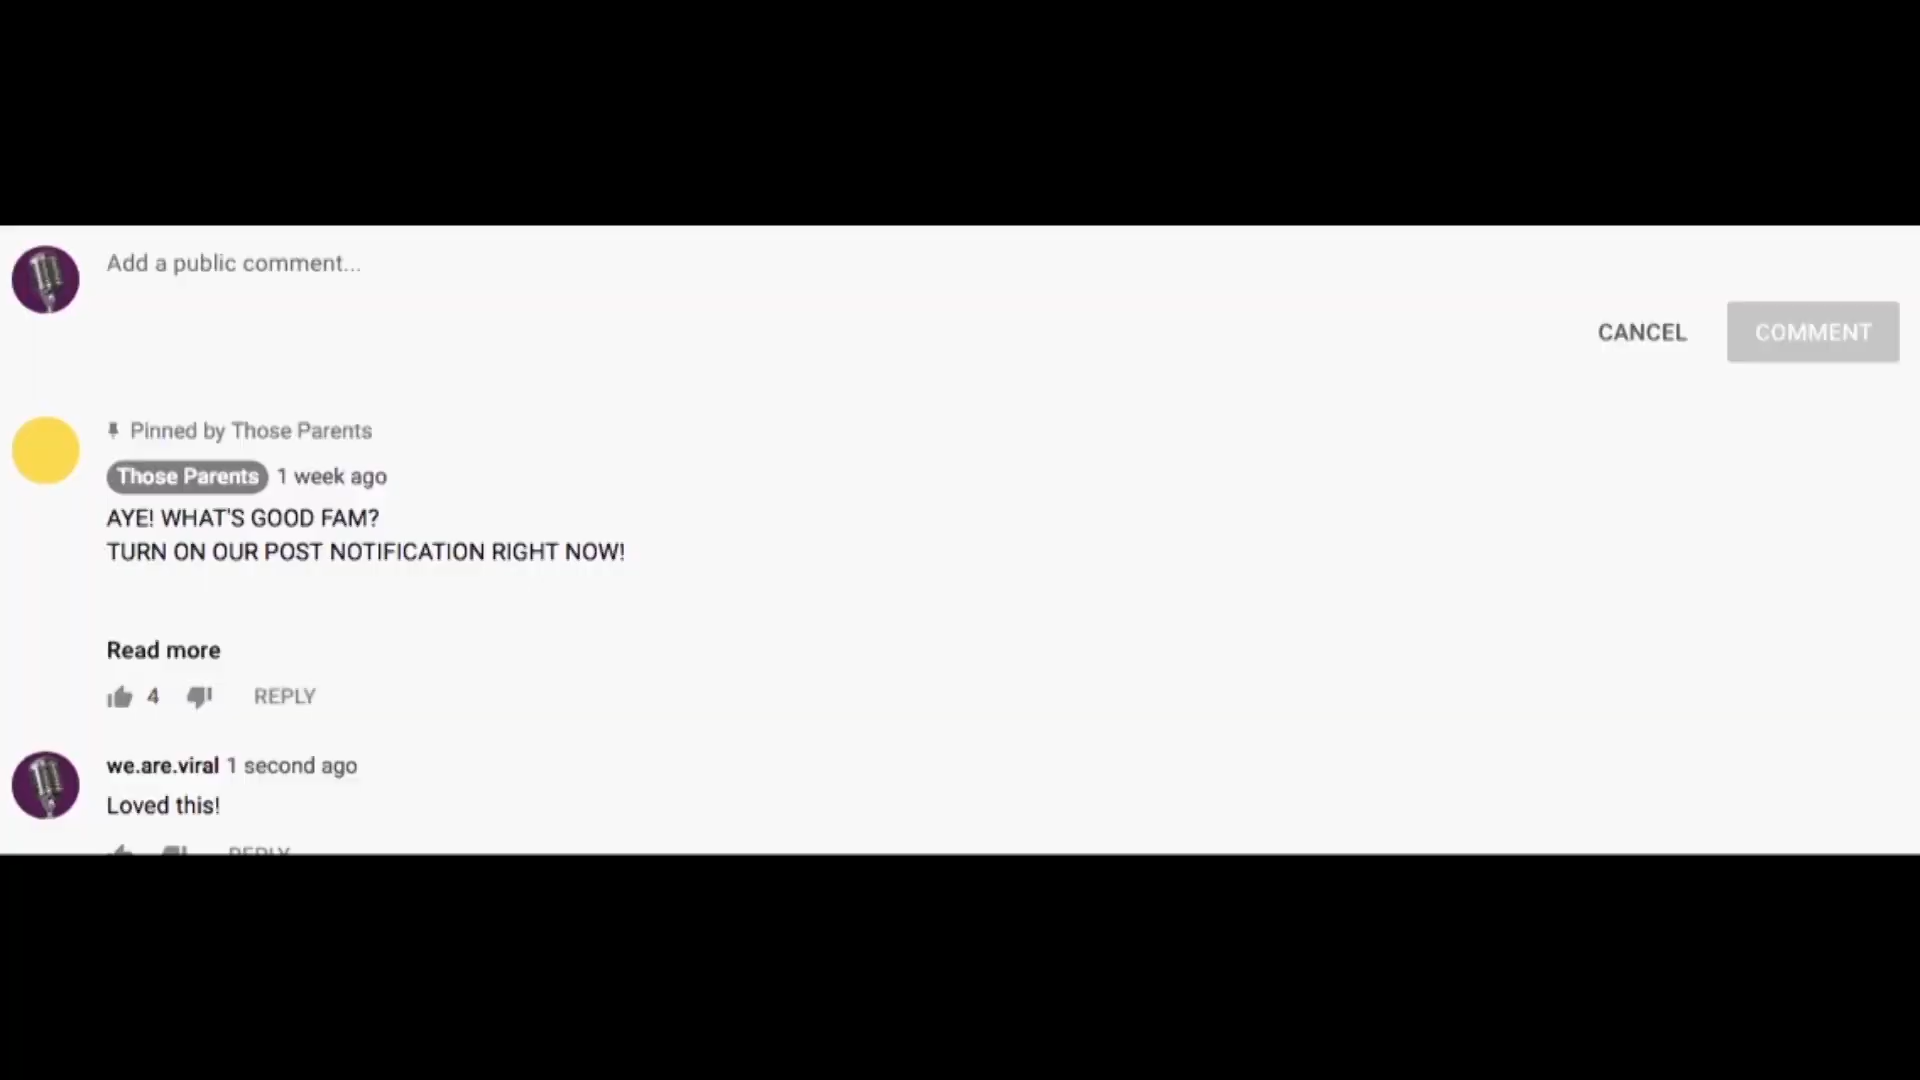 Add a public comment...
CANCEL
COMMENT
Pinned by Those Parents
Those Parents 1 week ago
AYE! WHAT'S GOOD FAM?
TURN ON OUR POST NOTIFICATION RIGHT NOW!
Read more
4
REPLY
we.are.viral 1 second ago
Loved this!
REPLY